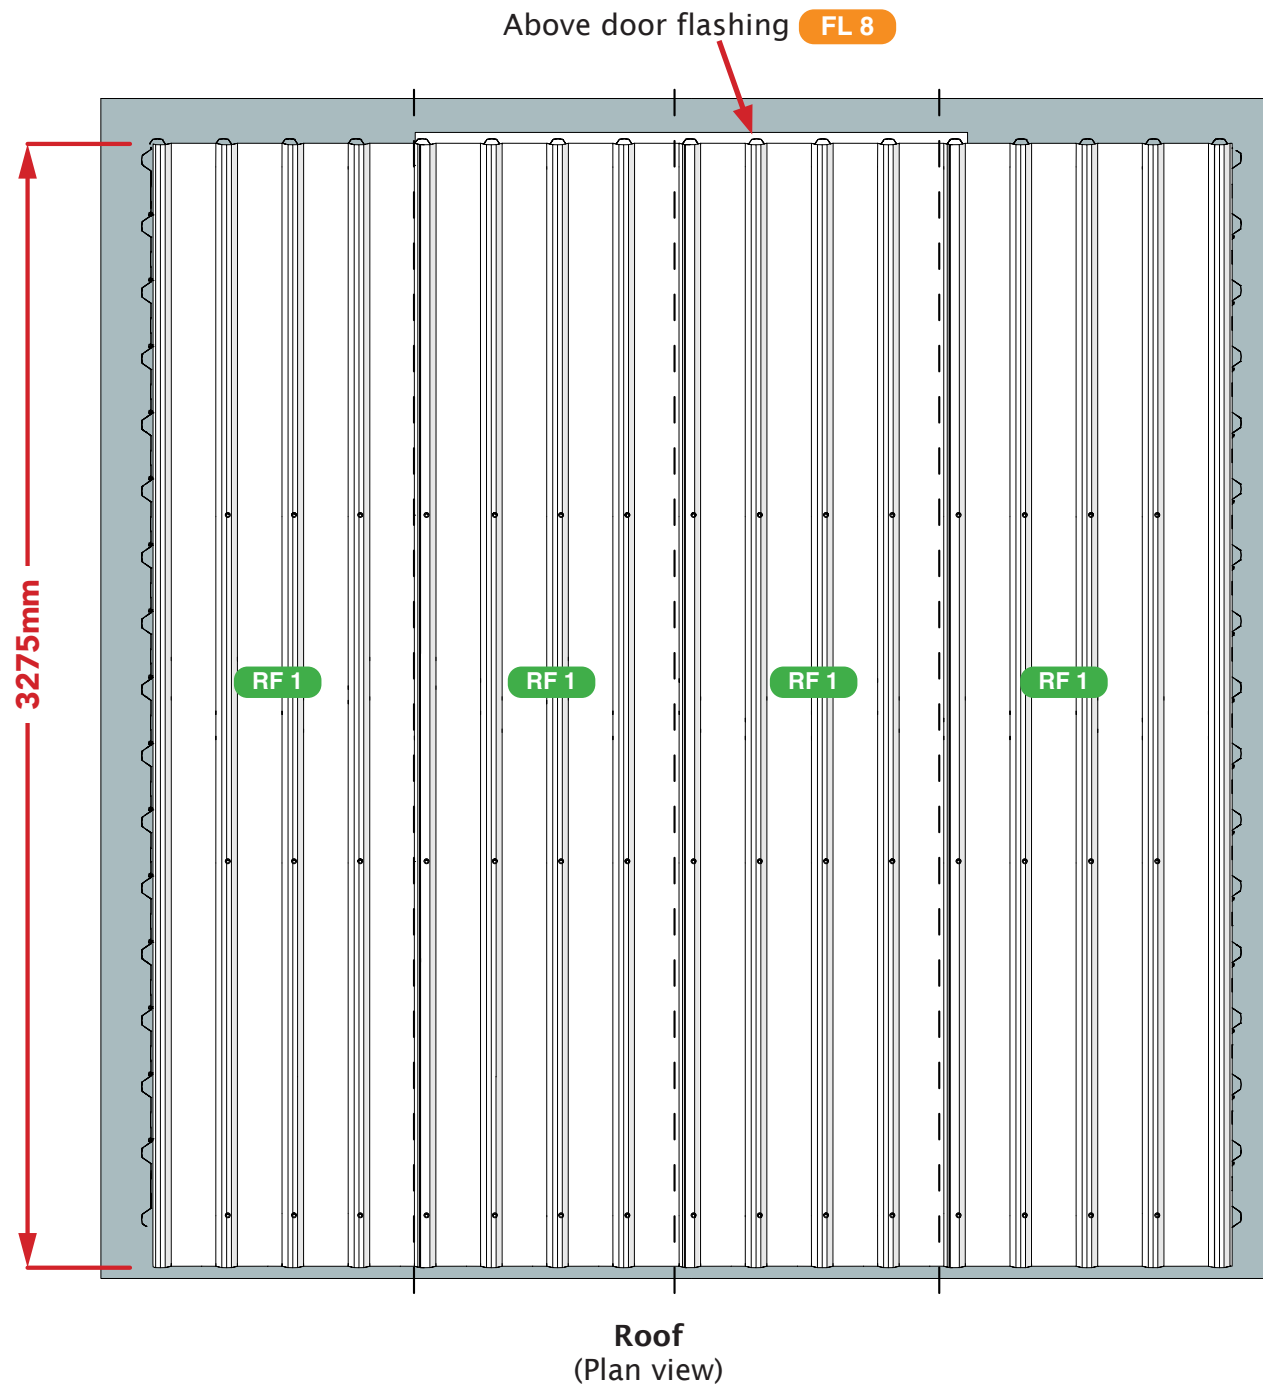 Above door flashing FL 8
3275mm
RF 1 RF 1 RF 1 RF 1
Roof
(Plan view)